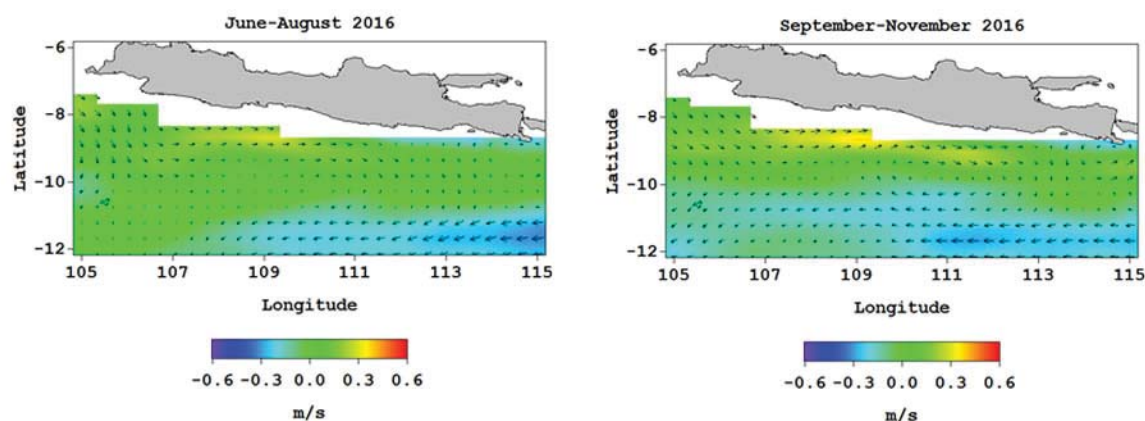 June-August 2016
Latitude
-6
-8
-10
-12
105 107 109 111 113 115
Longitude
-0.6 -0.3 0.0 0.3 0.6
m/s
September-November 2016
Latitude
-6
-8
-10
-12
105 107 109 111 113 115
Longitude
-0.6 -0.3 0.0 0.3 0.6
m/s